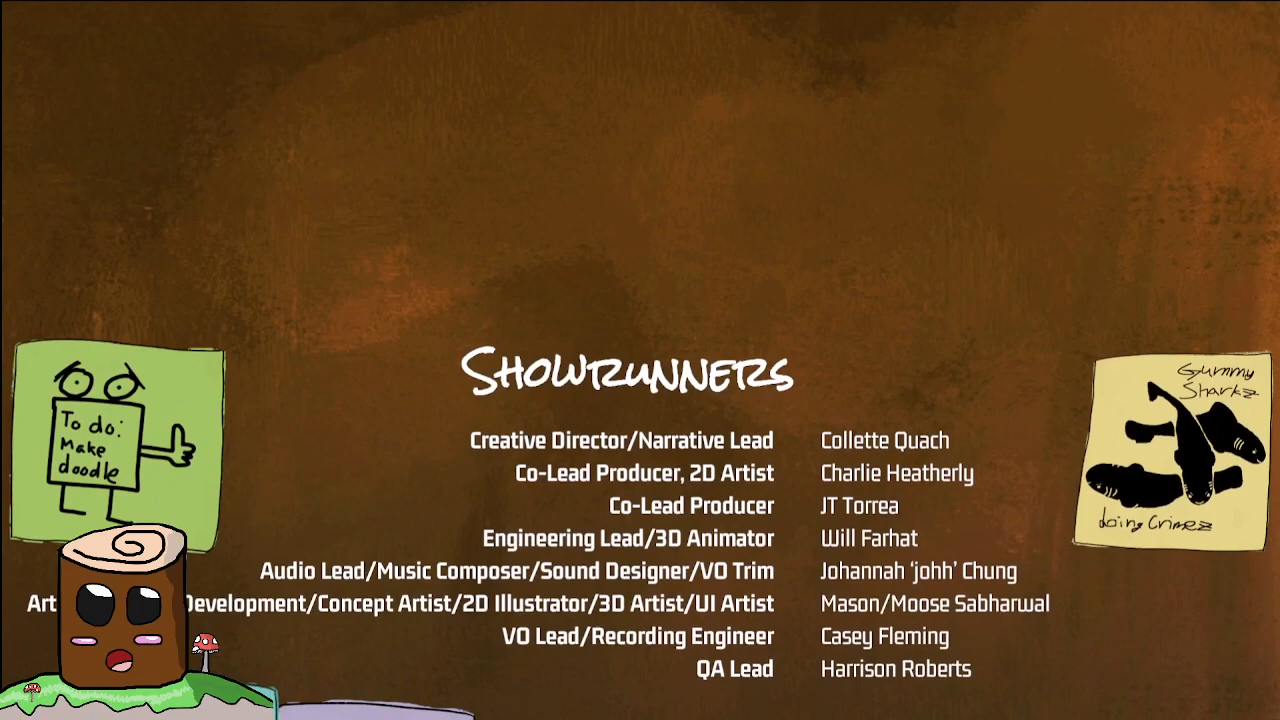 Showrunners
Creative Director/Narrative Lead Collette Quach
Co-Lead Producer, 2D Artist Charlie Heatherly
Co-Lead Producer JT Torrea
Engineering Lead/3D Animator Will Farhat
Audio Lead/Music Composer/Sound Designer/VO Trim Johannah ‘johh’ Chung
Art Development/Concept Artist/2D Illustrator/3D Artist/UI Artist Mason/Moose Sabharwal
VO Lead/Recording Engineer Casey Fleming
QA Lead Harrison Roberts
To do:
make
doodle
Gummy
Sharkz
doing Crimez